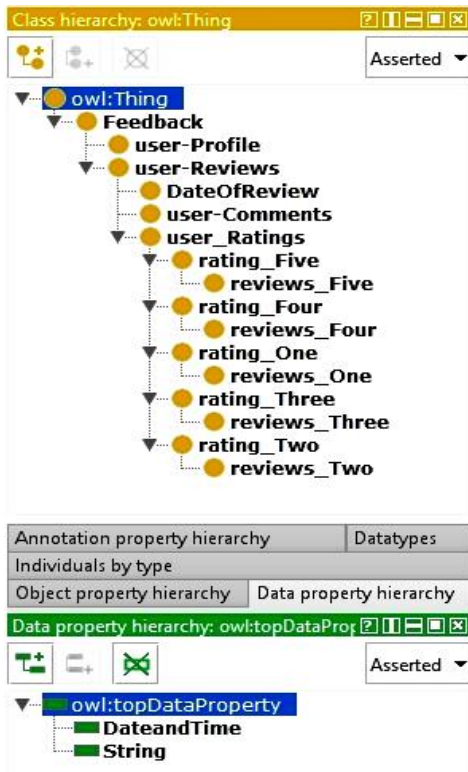 Class hierarchy: owl:Thing
Asserted
owl:Thing
Feedback
user-Profile
user-Reviews
DateOfReview
user-Comments
user_Ratings
rating_Five
reviews_Five
rating_Four
reviews_Four
rating_One
reviews_One
rating_Three
reviews_Three
rating_Two
reviews_Two
Annotation property hierarchy Datatypes
Individuals by type
Object property hierarchy Data property hierarchy
Data property hierarchy: owl:topDataProp
Asserted
owl:topDataProperty
DateandTime
String